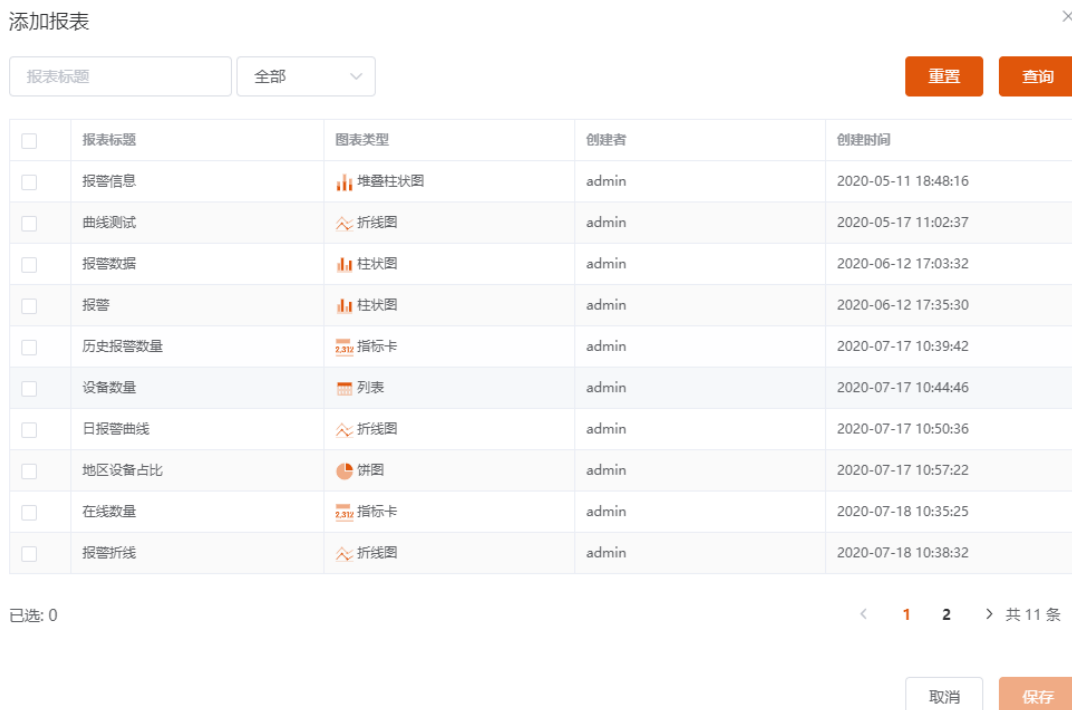 添加报表
报表标题 全部 重置 查询
报表标题 图表类型 创建者 创建时间
报警信息 堆叠柱状图 admin 2020-05-11 18:48:16
曲线测试 折线图 admin 2020-05-17 11:02:37
报警数据 柱状图 admin 2020-06-12 17:03:32
报警 柱状图 admin 2020-06-12 17:35:30
历史报警数量 2,312 指标卡 admin 2020-07-17 10:39:42
设备数量 列表 admin 2020-07-17 10:44:46
日报警曲线 折线图 admin 2020-07-17 10:50:36
地区设备占比 饼图 admin 2020-07-17 10:57:22
在线数量 2,312 指标卡 admin 2020-07-18 10:35:25
报警折线 折线图 admin 2020-07-18 10:38:32
已选: 0 1 2 共 11 条
取消 保存